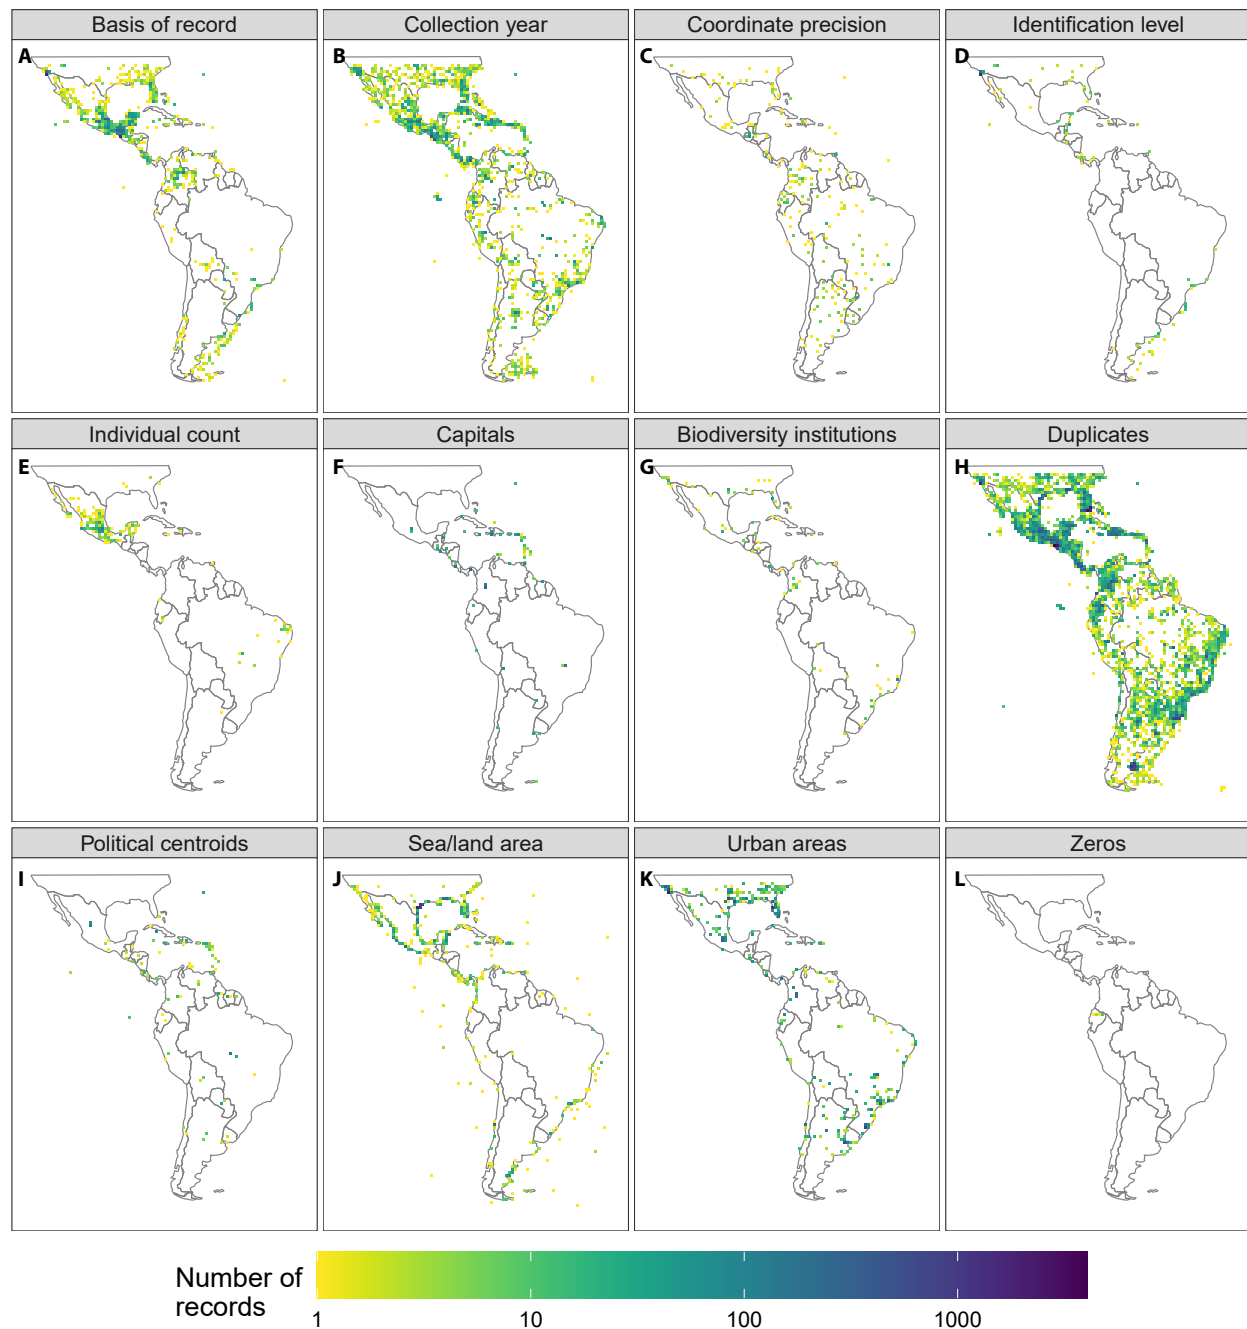 Basis of record
Collection year
Coordinate precision
Identification level
A
B
C
D
Individual count
Capitals
Biodiversity institutions
Duplicates
E
F
G
H
Political centroids
Sea/land area
Urban areas
Zeros
I
J
K
L
Number of
records
1
10
100
1000